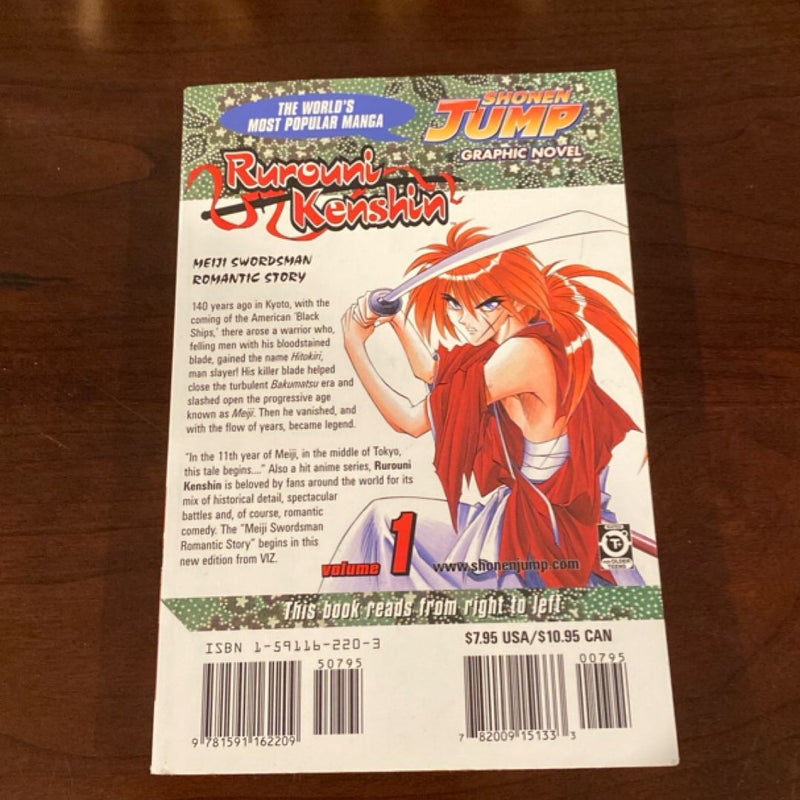 THE WORLD'S
MOST POPULAR MANGA
SHONEN
JUMP
GRAPHIC NOVEL
Rurouni
Kenshin
MEIJI SWORDSMAN
ROMANTIC STORY
140 years ago in Kyoto, with the
coming of the American 'Black
Ships,' there arose a warrior who,
felling men with his bloodstained
blade, gained the name Hitokiri,
man slayer! His killer blade helped
close the turbulent Bakumatsu era and
slashed open the progressive age
known as Meiji. Then he vanished, and
with the flow of years, became legend.
"In the 11th year of Meiji, in the middle of Tokyo,
this tale begins...." Also a hit anime series, Rurouni
Kenshin is beloved by fans around the world for its
mix of historical detail, spectacular
battles and, of course, romantic
comedy. The "Meiji Swordsman
Romantic Story" begins in this
new edition from VIZ.
volume 1
www.shonenjump.com
T+
FOR OLDER
TEENS
This book reads from right to left
ISBN 1-59116-220-3
$7.95 USA/$10.95 CAN
50795
00795
9 781591 162209
7 82009 15133 3